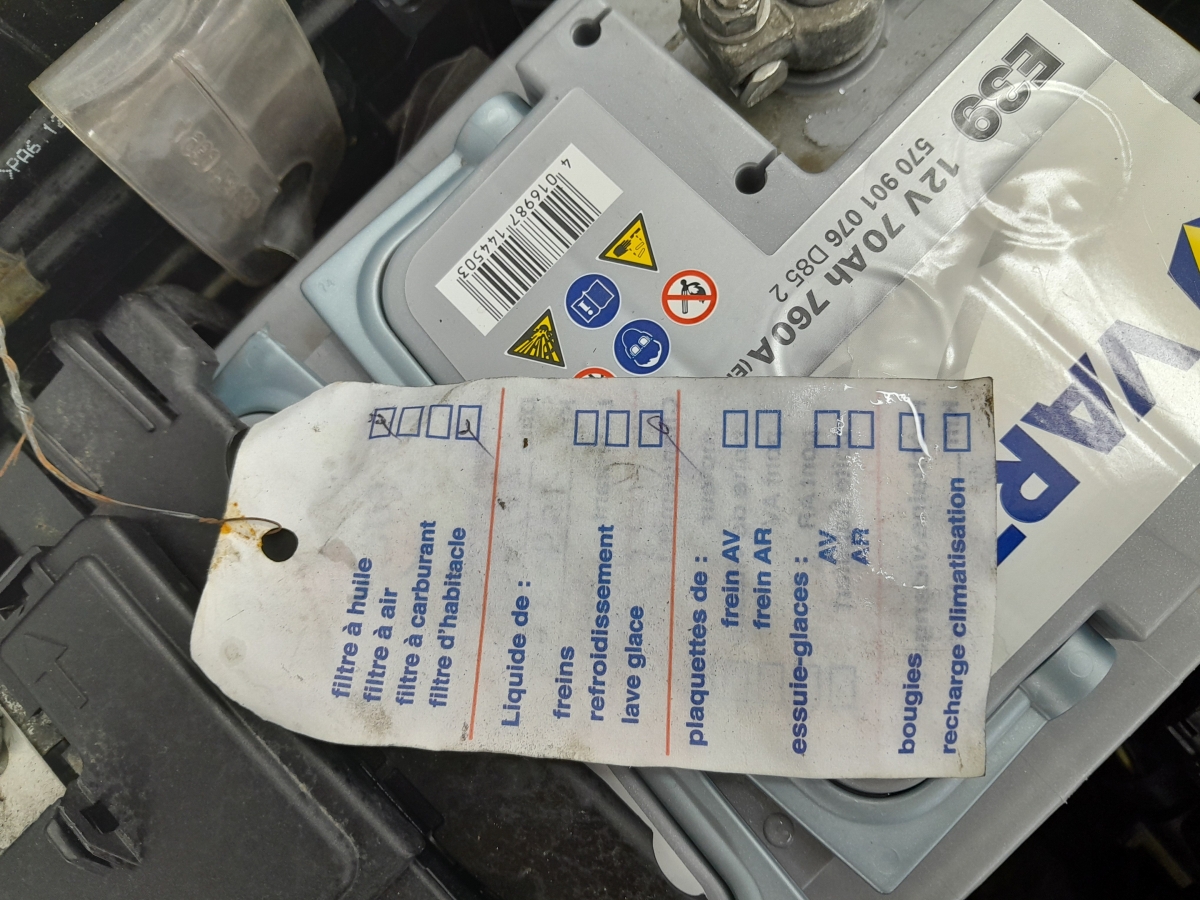 filtre à huile
filtre à air
filtre à carburant
filtre d'habitacle
Liquide de :
freins
refroidissement
lave glace
plaquettes de :
frein AV
frein AR
essuie-glaces :
AV
AR
bougies
recharge climatisation
E39 12V 70Ah 760A
570 901 076 D85 2
4 016987 144503
>PA6